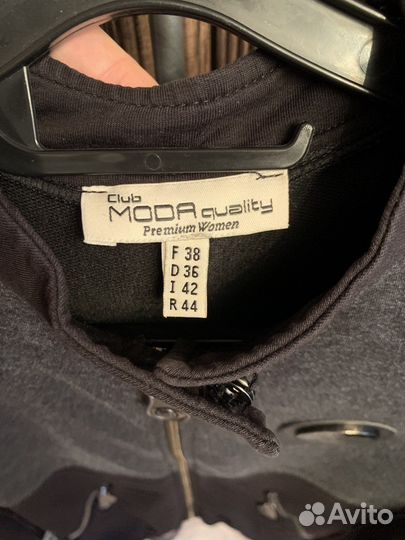 Club
MODA quality
Premium Women
F 38
D 36
I 42
R 44
Avito